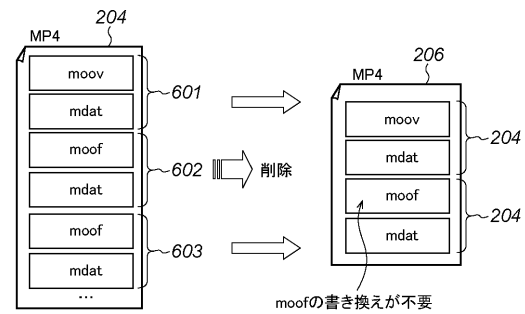 204
MP4
moov
mdat
601
moof
mdat
602
moof
mdat
603
...
削除
206
MP4
moov
mdat
204
moof
mdat
204
moofの書き換えが不要